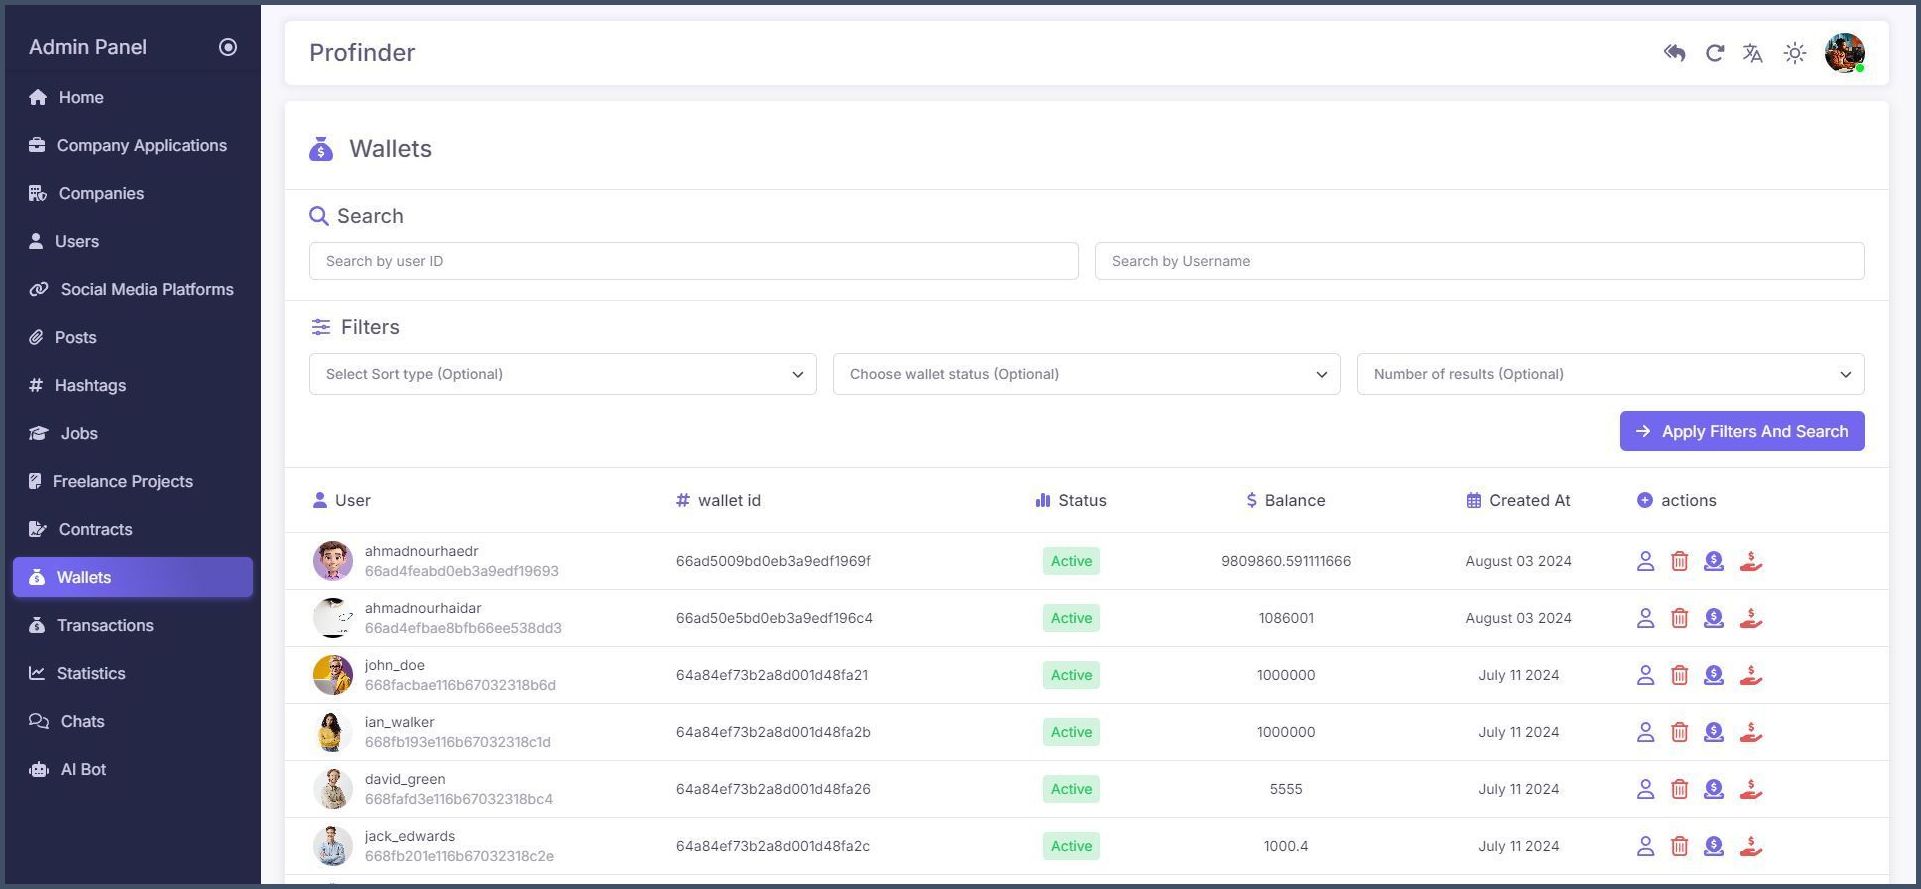 Admin Panel
Home
Company Applications
Companies
Users
Social Media Platforms
Posts
Hashtags
Jobs
Freelance Projects
Contracts
Wallets
Transactions
Statistics
Chats
AI Bot
Profinder
Wallets
Search
Search by user ID
Search by Username
Filters
Select Sort type (Optional)
Choose wallet status (Optional)
Number of results (Optional)
Apply Filters And Search
User # wallet id Status $ Balance Created At actions
ahmadnourhaedr
66ad4feabd0eb3a9edf19693
66ad5009bd0eb3a9edf1969f Active 9809860.591111666 August 03 2024
ahmadnourhaidar
66ad4efbae8bfb66ee538dd3
66ad50e5bd0eb3a9edf196c4 Active 1086001 August 03 2024
john_doe
668facbae116b67032318b6d
64a84ef73b2a8d001d48fa21 Active 1000000 July 11 2024
ian_walker
668fb193e116b67032318c1d
64a84ef73b2a8d001d48fa2b Active 1000000 July 11 2024
david_green
668fafd3e116b67032318bc4
64a84ef73b2a8d001d48fa26 Active 5555 July 11 2024
jack_edwards
668fb201e116b67032318c2e
64a84ef73b2a8d001d48fa2c Active 1000.4 July 11 2024